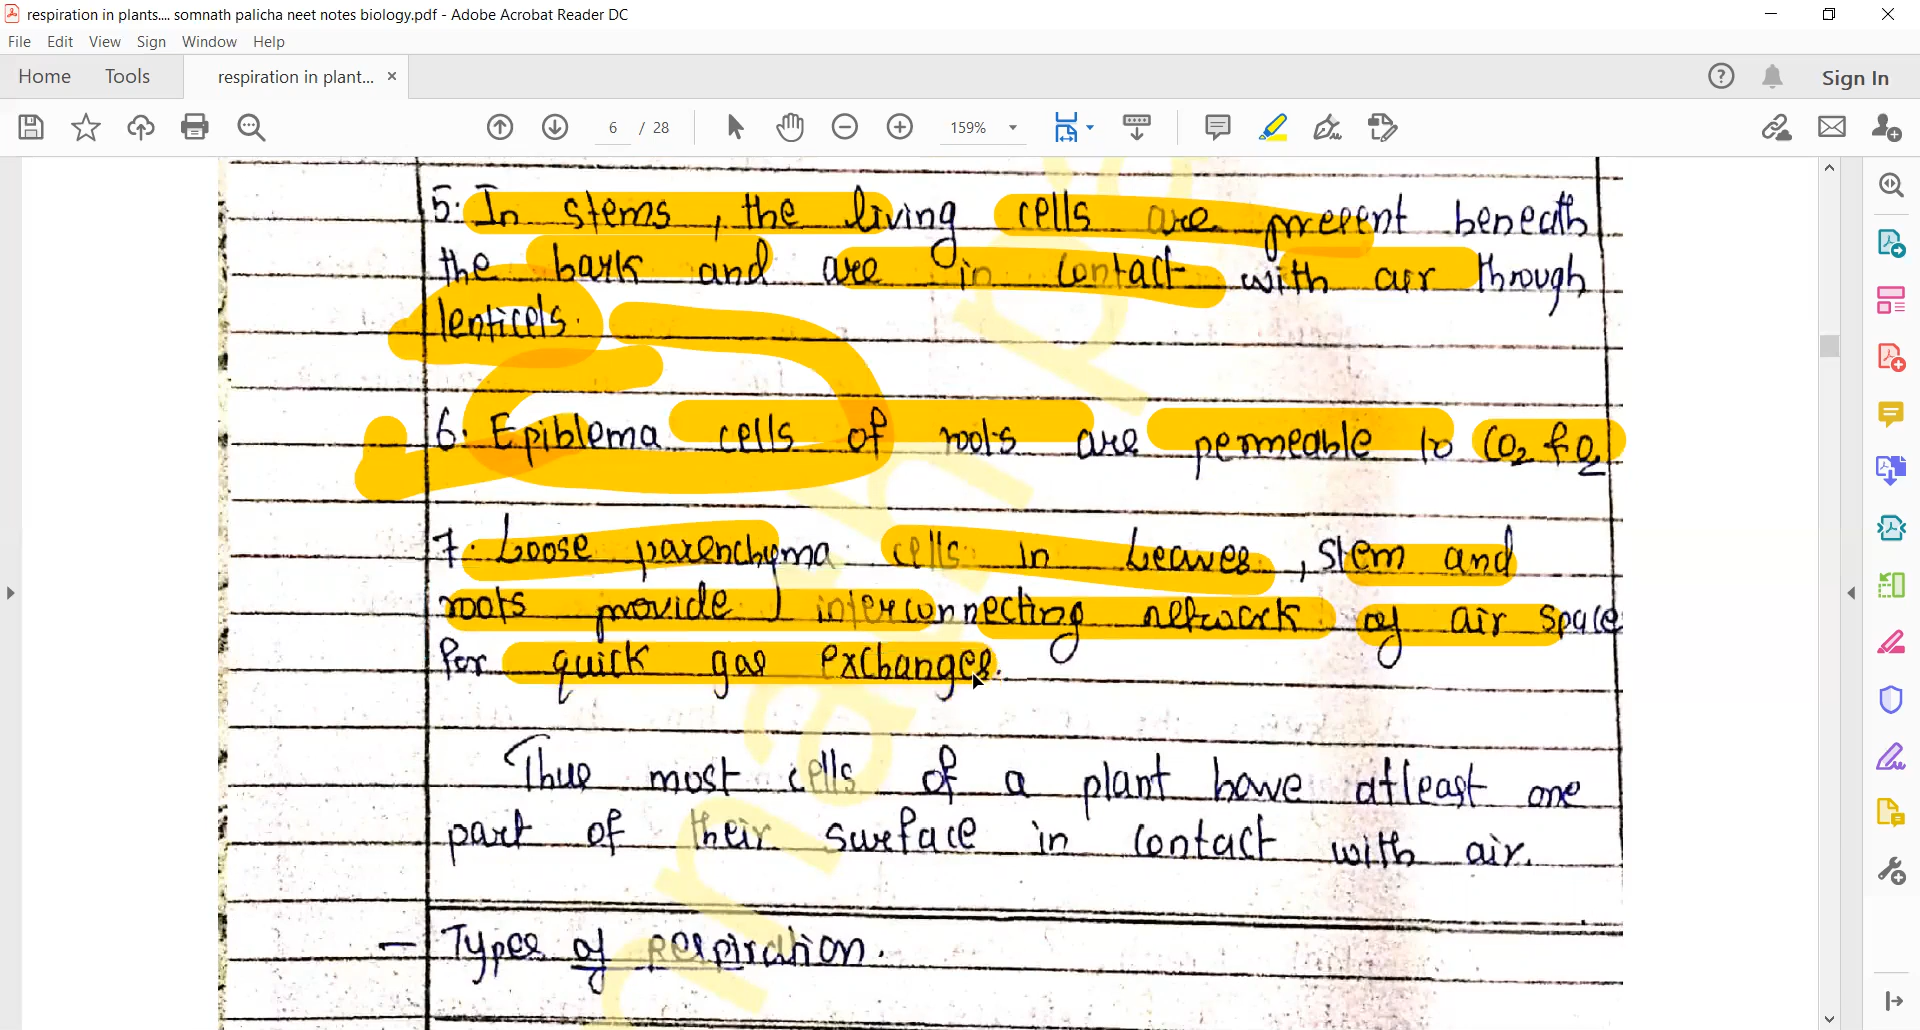 respiration in plants.... somnath palicha neet notes biology.pdf - Adobe Acrobat Reader DC
File Edit View Sign Window Help
Home Tools respiration in plant... × Sign In
6 / 28 159%
5. In stems, the living cells are present beneath
the bark and are in contact with air through
lenticels.
6. Epiblema cells of roots are permeable to CO2 & O2
7. Loose parenchyma cells in leaves, stem and
roots provide interconnecting network of air space
for quick gas exchanges.
Thus most cells of a plant have atleast one
part of their surface in contact with air.
— Types of respiration.